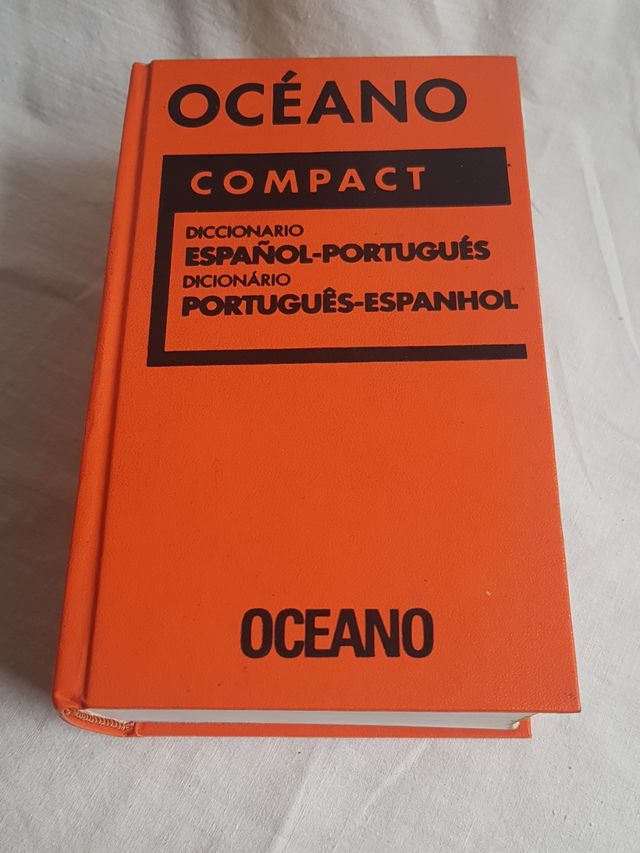 OCÉANO
COMPACT
DICCIONARIO
ESPAÑOL-PORTUGUÉS
DICIONÁRIO
PORTUGUÊS-ESPANHOL
OCEANO